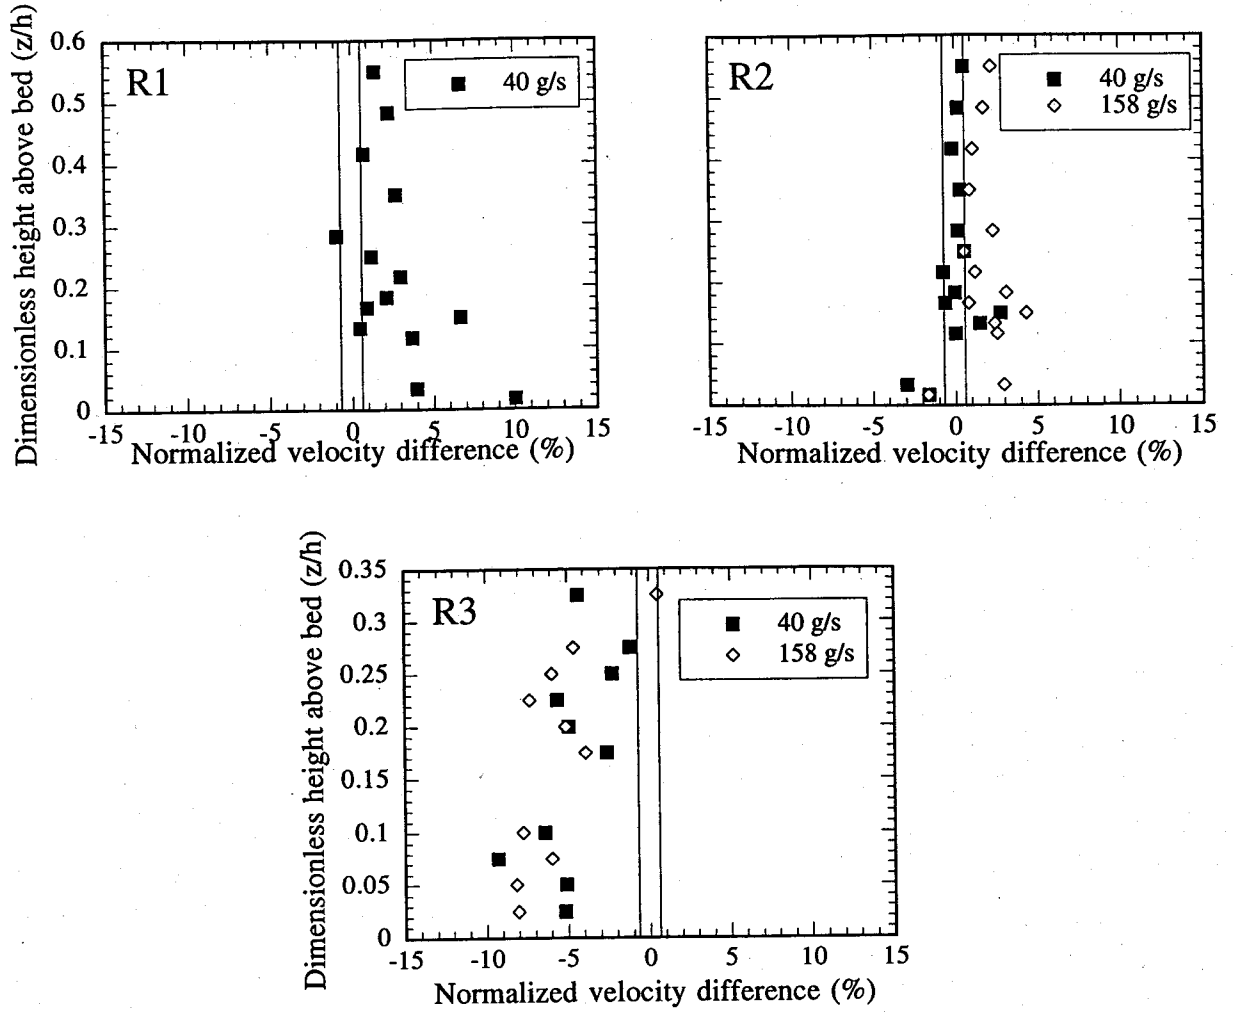 R1
40 g/s
0.6
0.5
0.4
0.3
0.2
0.1
0
Dimensionless height above bed (z/h)
-15 -10 -5 0 5 10 15
Normalized velocity difference (%)
R2
40 g/s
158 g/s
-15 -10 -5 0 5 10 15
Normalized velocity difference (%)
R3
40 g/s
158 g/s
0.35
0.3
0.25
0.2
0.15
0.1
0.05
0
Dimensionless height above bed (z/h)
-15 -10 -5 0 5 10 15
Normalized velocity difference (%)